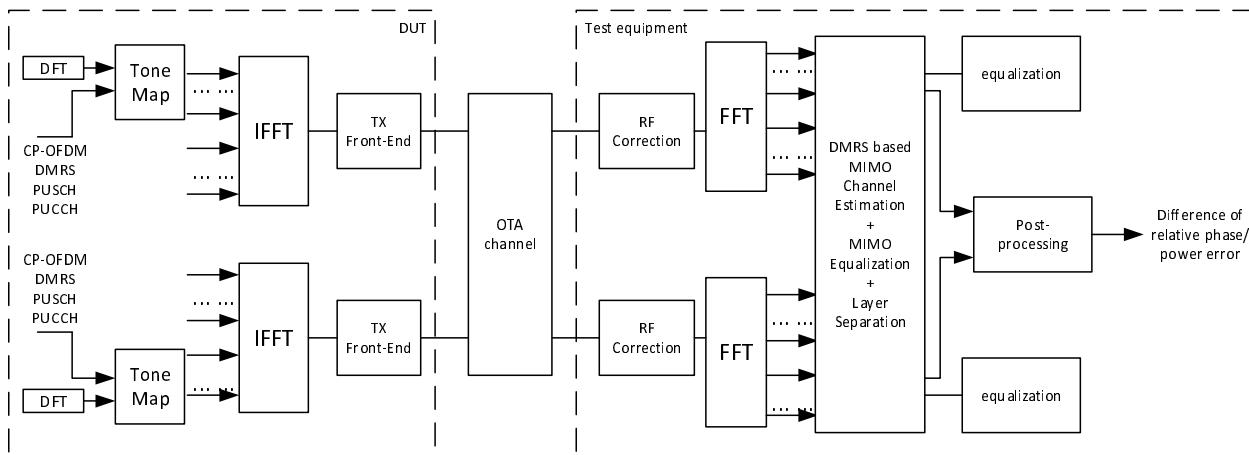 DUT
Test equipment
DFT
Tone
Map
... ...
... ...
IFFT
TX
Front-End
CP-OFDM
DMRS
PUSCH
PUCCH
OTA
channel
RF
Correction
FFT
... ...
... ...
DMRS based
MIMO
Channel
Estimation
+
MIMO
Equalization
+
Layer
Separation
equalization
Post-
processing
Difference of
relative phase/
power error
CP-OFDM
DMRS
PUSCH
PUCCH
DFT
Tone
Map
... ...
... ...
IFFT
TX
Front-End
RF
Correction
FFT
... ...
... ...
equalization